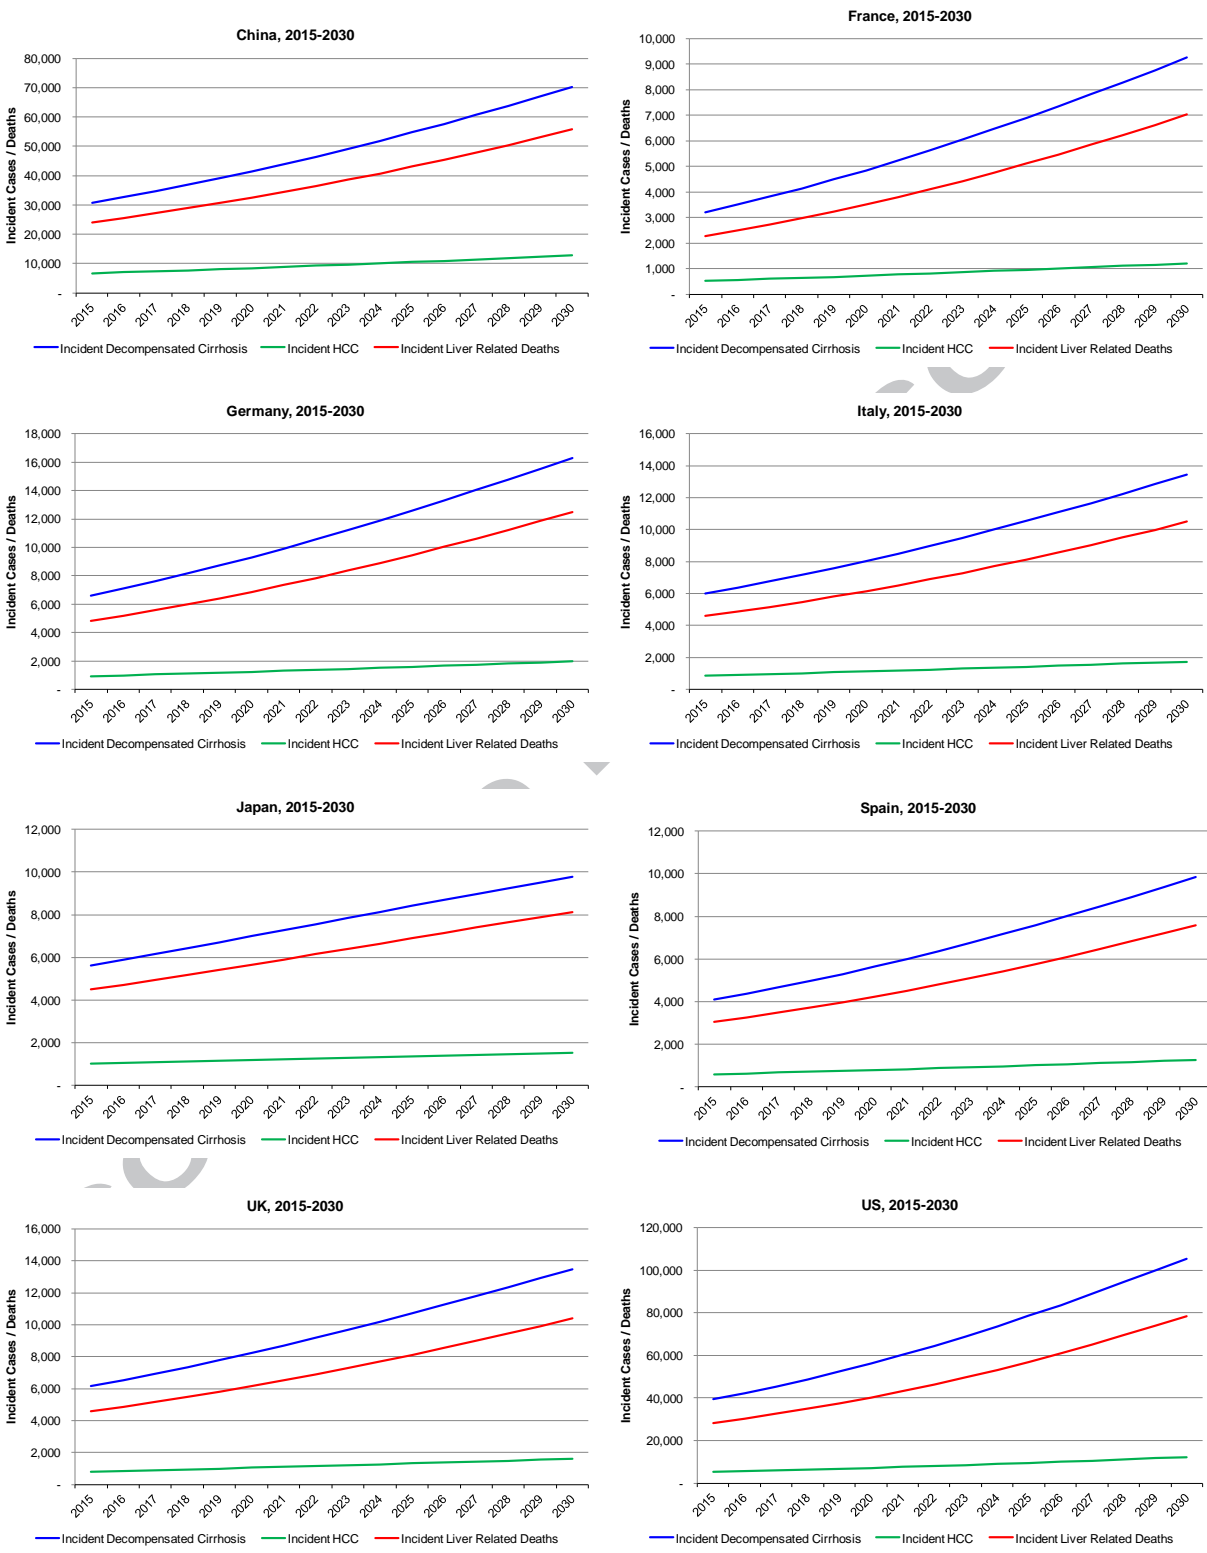 China, 2015-2030
Incident Cases / Deaths
80,000
70,000
60,000
50,000
40,000
30,000
20,000
10,000
-
2015 2016 2017 2018 2019 2020 2021 2022 2023 2024 2025 2026 2027 2028 2029 2030
Incident Decompensated Cirrhosis Incident HCC Incident Liver Related Deaths
France, 2015-2030
Incident Cases / Deaths
10,000
9,000
8,000
7,000
6,000
5,000
4,000
3,000
2,000
1,000
-
2015 2016 2017 2018 2019 2020 2021 2022 2023 2024 2025 2026 2027 2028 2029 2030
Incident Decompensated Cirrhosis Incident HCC Incident Liver Related Deaths
Germany, 2015-2030
Incident Cases / Deaths
18,000
16,000
14,000
12,000
10,000
8,000
6,000
4,000
2,000
-
2015 2016 2017 2018 2019 2020 2021 2022 2023 2024 2025 2026 2027 2028 2029 2030
Incident Decompensated Cirrhosis Incident HCC Incident Liver Related Deaths
Italy, 2015-2030
Incident Cases / Deaths
16,000
14,000
12,000
10,000
8,000
6,000
4,000
2,000
-
2015 2016 2017 2018 2019 2020 2021 2022 2023 2024 2025 2026 2027 2028 2029 2030
Incident Decompensated Cirrhosis Incident HCC Incident Liver Related Deaths
Japan, 2015-2030
Incident Cases / Deaths
12,000
10,000
8,000
6,000
4,000
2,000
-
2015 2016 2017 2018 2019 2020 2021 2022 2023 2024 2025 2026 2027 2028 2029 2030
Incident Decompensated Cirrhosis Incident HCC Incident Liver Related Deaths
Spain, 2015-2030
Incident Cases / Deaths
12,000
10,000
8,000
6,000
4,000
2,000
-
2015 2016 2017 2018 2019 2020 2021 2022 2023 2024 2025 2026 2027 2028 2029 2030
Incident Decompensated Cirrhosis Incident HCC Incident Liver Related Deaths
UK, 2015-2030
Incident Cases / Deaths
16,000
14,000
12,000
10,000
8,000
6,000
4,000
2,000
-
2015 2016 2017 2018 2019 2020 2021 2022 2023 2024 2025 2026 2027 2028 2029 2030
Incident Decompensated Cirrhosis Incident HCC Incident Liver Related Deaths
US, 2015-2030
Incident Cases / Deaths
120,000
100,000
80,000
60,000
40,000
20,000
-
2015 2016 2017 2018 2019 2020 2021 2022 2023 2024 2025 2026 2027 2028 2029 2030
Incident Decompensated Cirrhosis Incident HCC Incident Liver Related Deaths